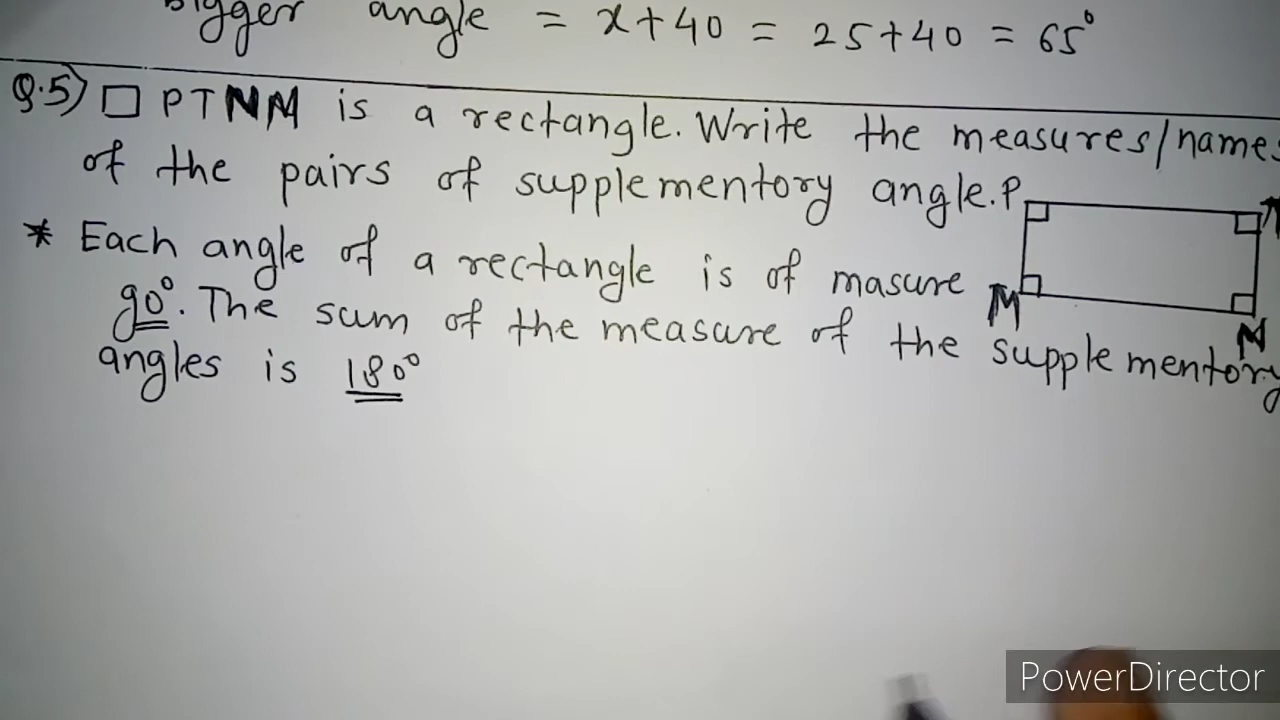 Bigger angle = x+40 = 25+40 = 65°
Q.5) □ PTNM is a rectangle. Write the measures/names
of the pairs of supplementory angle.
P
* Each angle of a rectangle is of masure
M
N
90°. The sum of the measure of the supplementory
angles is 180°
PowerDirector